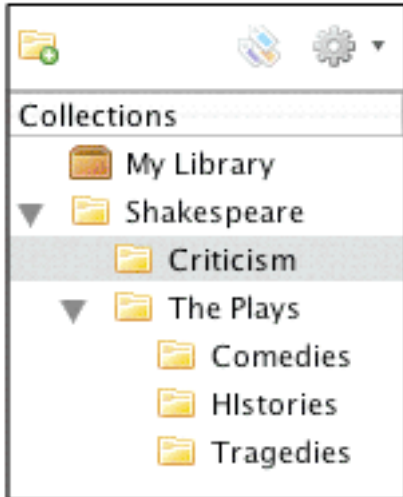 Collections
My Library
Shakespeare
Criticism
The Plays
Comedies
HIstories
Tragedies